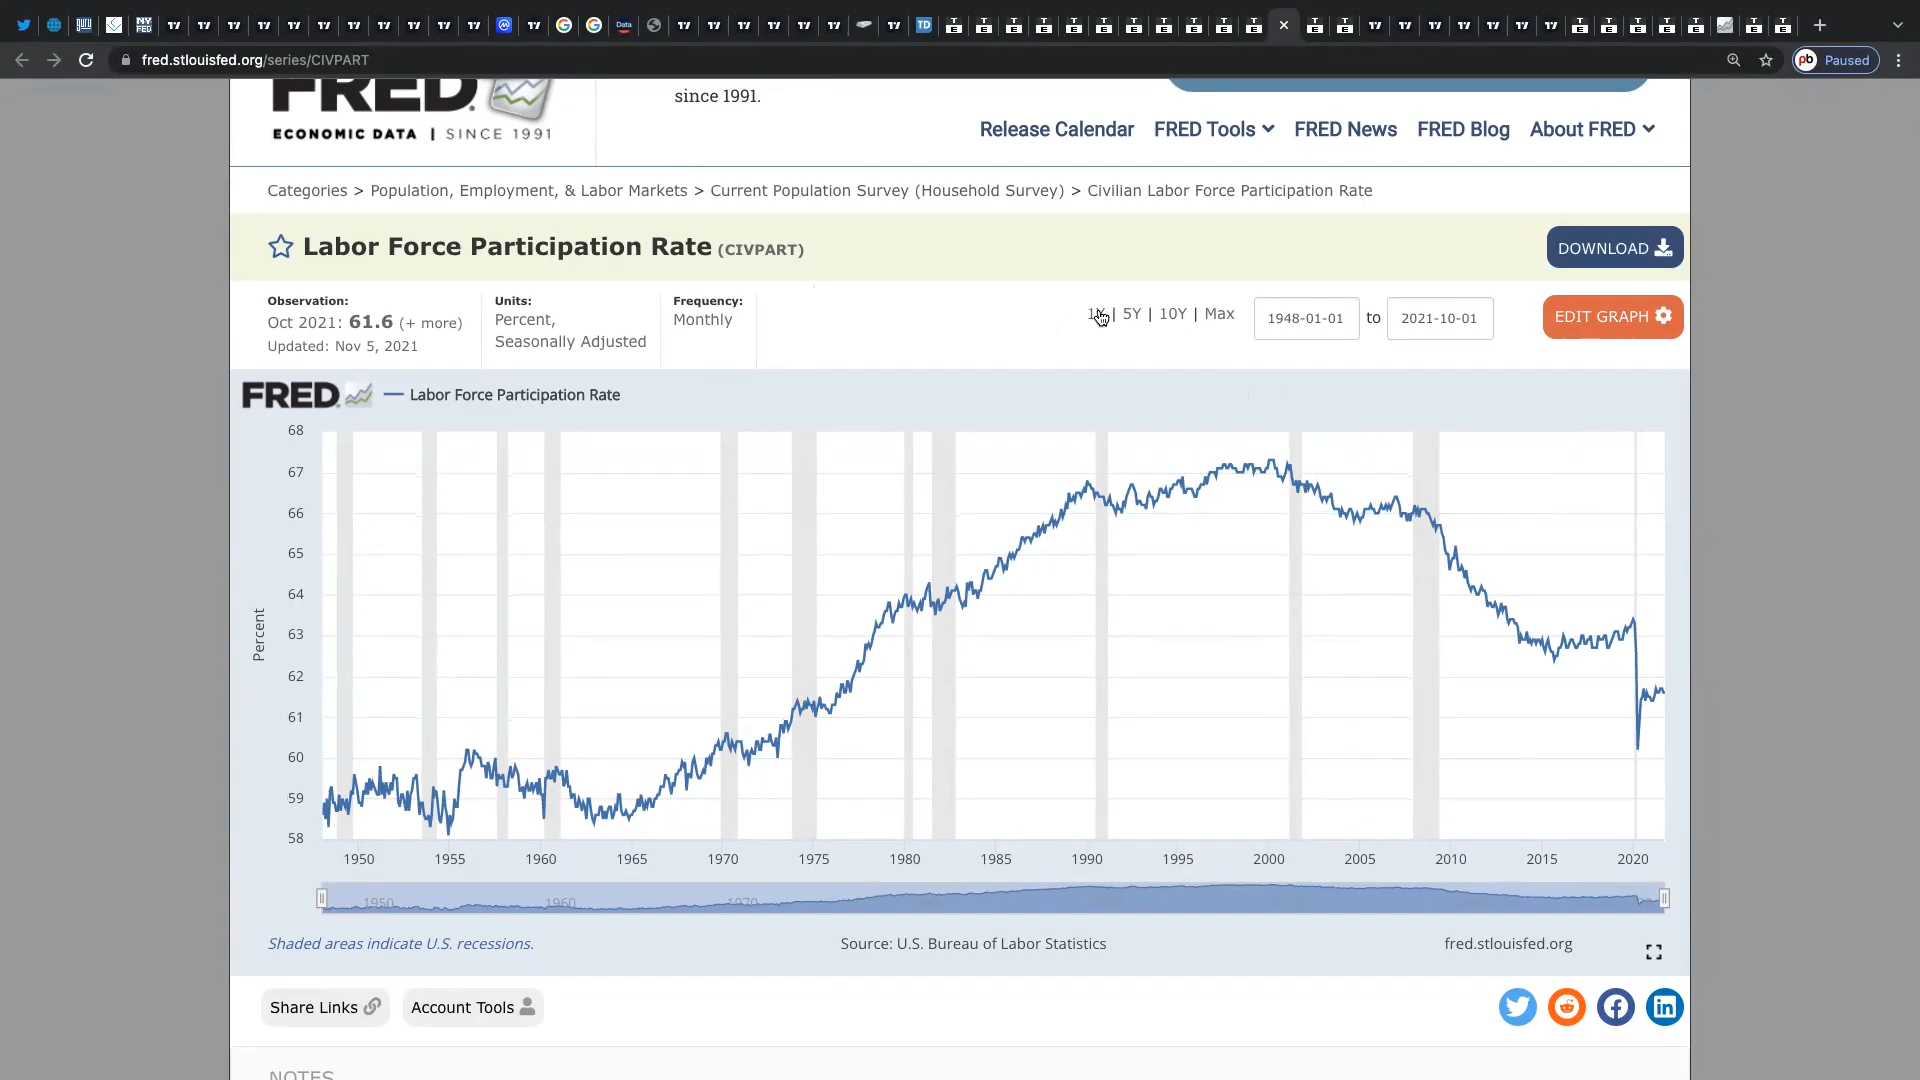 fred.stlouisfed.org/series/CIVPART
Paused
FRED
ECONOMIC DATA | SINCE 1991
since 1991.
Release Calendar FRED Tools FRED News FRED Blog About FRED
Categories > Population, Employment, & Labor Markets > Current Population Survey (Household Survey) > Civilian Labor Force Participation Rate
Labor Force Participation Rate (CIVPART)
DOWNLOAD
Observation:
Oct 2021: 61.6 (+ more)
Updated: Nov 5, 2021
Units:
Percent,
Seasonally Adjusted
Frequency:
Monthly
1Y | 5Y | 10Y | Max
1948-01-01 to 2021-10-01
EDIT GRAPH
FRED Labor Force Participation Rate
68
67
66
65
64
63
62
61
60
59
58
Percent
1950 1955 1960 1965 1970 1975 1980 1985 1990 1995 2000 2005 2010 2015 2020
1950 1960 1970
Shaded areas indicate U.S. recessions.
Source: U.S. Bureau of Labor Statistics
fred.stlouisfed.org
Share Links
Account Tools
NOTES